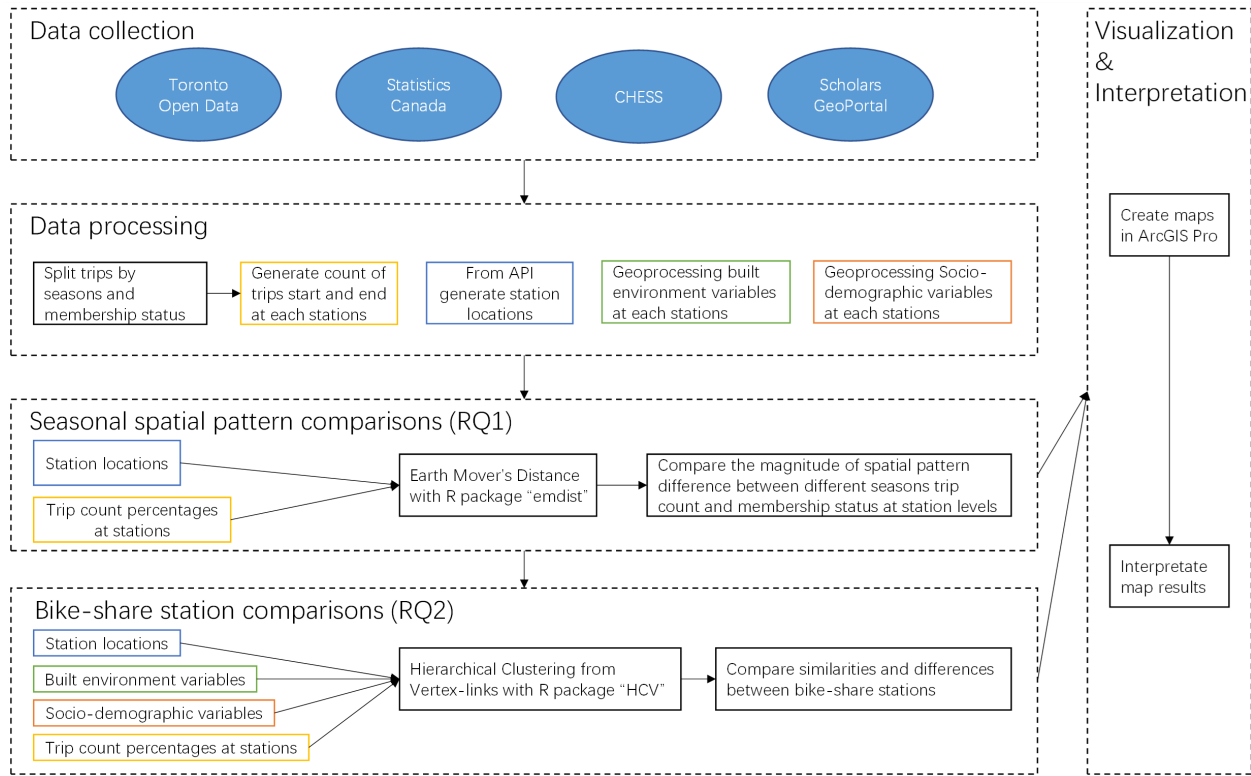 Data collection
Toronto
Open Data
Statistics
Canada
CHESS
Scholars
GeoPortal
Data processing
Split trips by
seasons and
membership status
Generate count of
trips start and end
at each stations
From API
generate station
locations
Geoprocessing built
environment variables
at each stations
Geoprocessing Socio-
demographic variables
at each stations
Seasonal spatial pattern comparisons (RQ1)
Station locations
Trip count percentages
at stations
Earth Mover's Distance
with R package “emdist”
Compare the magnitude of spatial pattern
difference between different seasons trip
count and membership status at station levels
Bike-share station comparisons (RQ2)
Station locations
Built environment variables
Socio-demographic variables
Trip count percentages at stations
Hierarchical Clustering from
Vertex-links with R package “HCV”
Compare similarities and differences
between bike-share stations
Visualization
&
Interpretation
Create maps
in ArcGIS Pro
Interpretate
map results